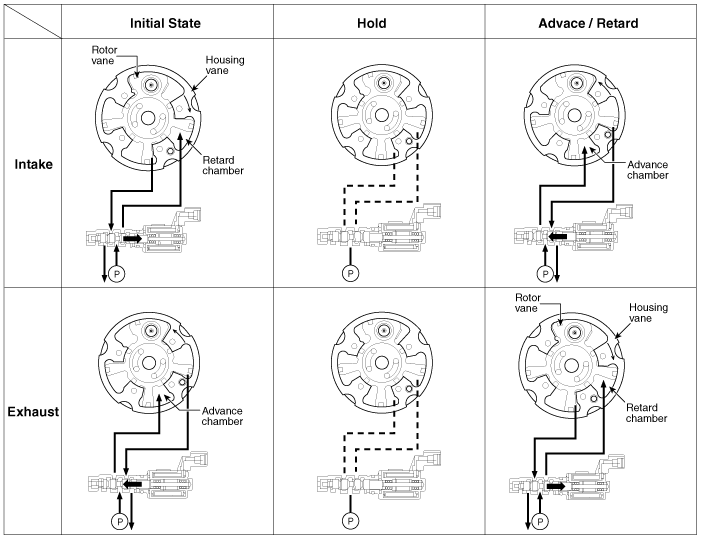 Initial State
Hold
Advace / Retard
Intake
Rotor
vane
Housing
vane
Retard
chamber
P
P
Advance
chamber
P
Exhaust
Advance
chamber
P
P
Rotor
vane
Housing
vane
Retard
chamber
P